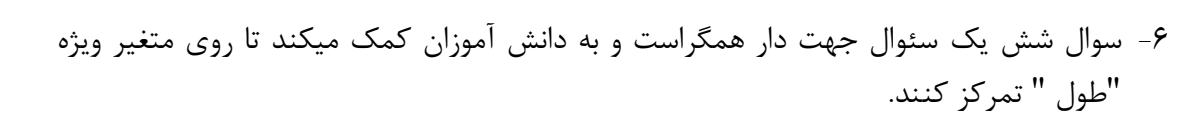 ۶- سوال شش یک سئوال جهت دار همگراست و به دانش آموزان کمک میکند تا روی متغیر ویژه
"طول " تمرکز کنند.